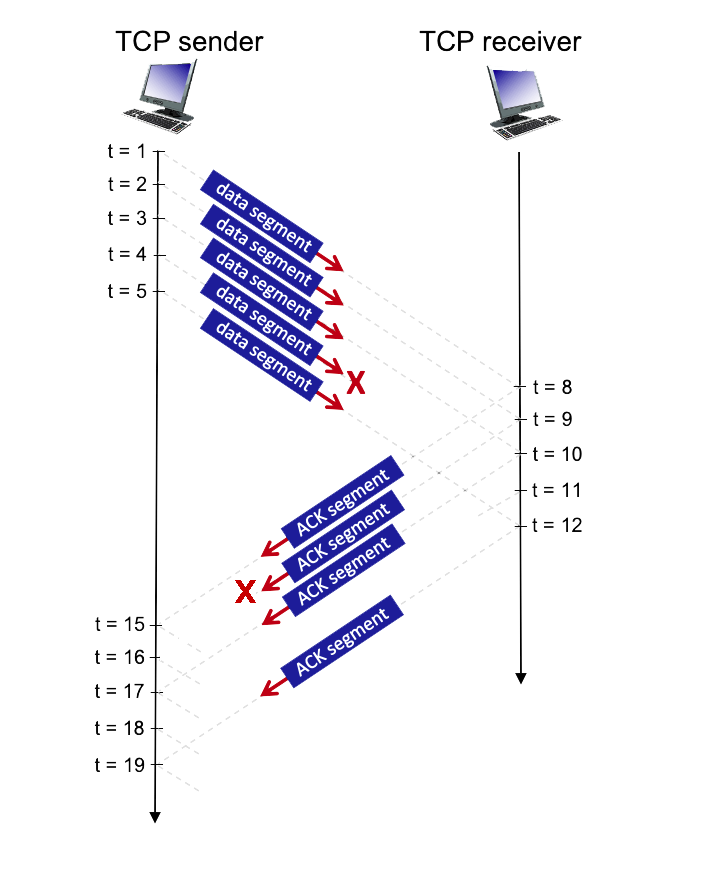 TCP sender
TCP receiver
t = 1
t = 2
t = 3
t = 4
t = 5
data segment
data segment
data segment
data segment
data segment
X
t = 8
t = 9
t = 10
t = 11
t = 12
ACK segment
ACK segment
ACK segment
X
ACK segment
t = 15
t = 16
t = 17
t = 18
t = 19